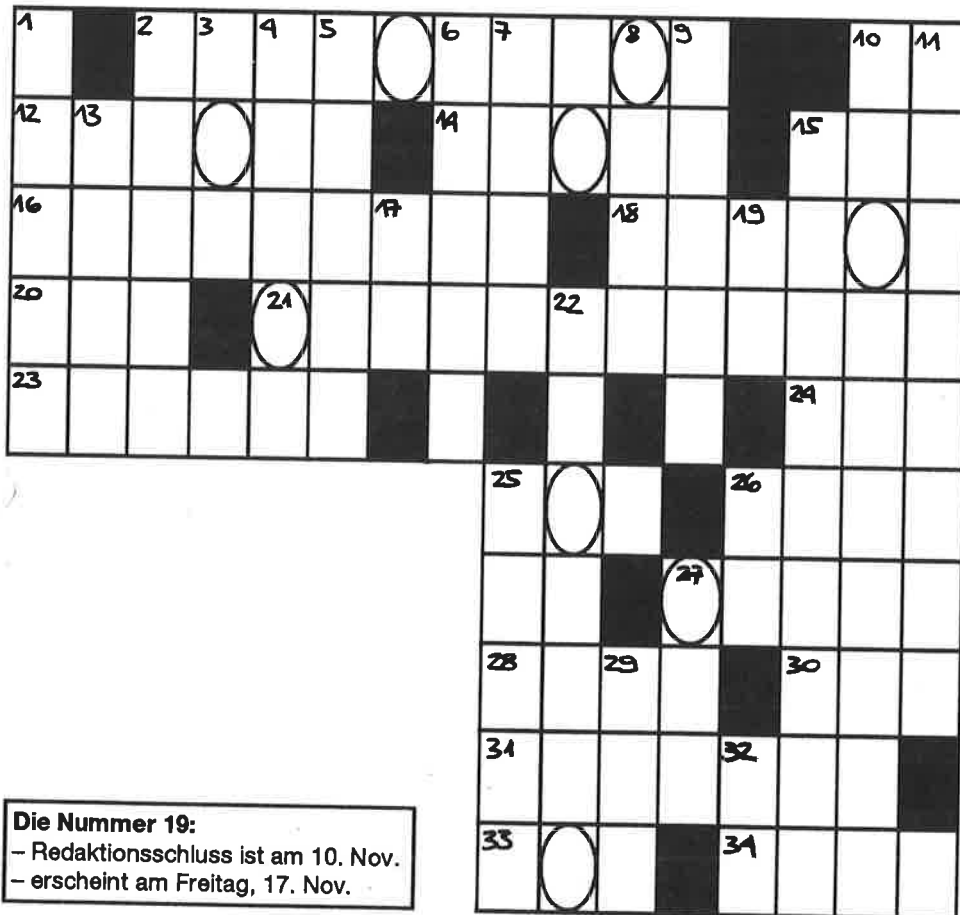 1 2 3 4 5 6 7 8 9 10 11
12 13 14 15
16 17 18 19
20 21 22
23 24
25 26
27
28 29 30
31 32
33 34
Die Nummer 19:
– Redaktionsschluss ist am 10. Nov.
– erscheint am Freitag, 17. Nov.